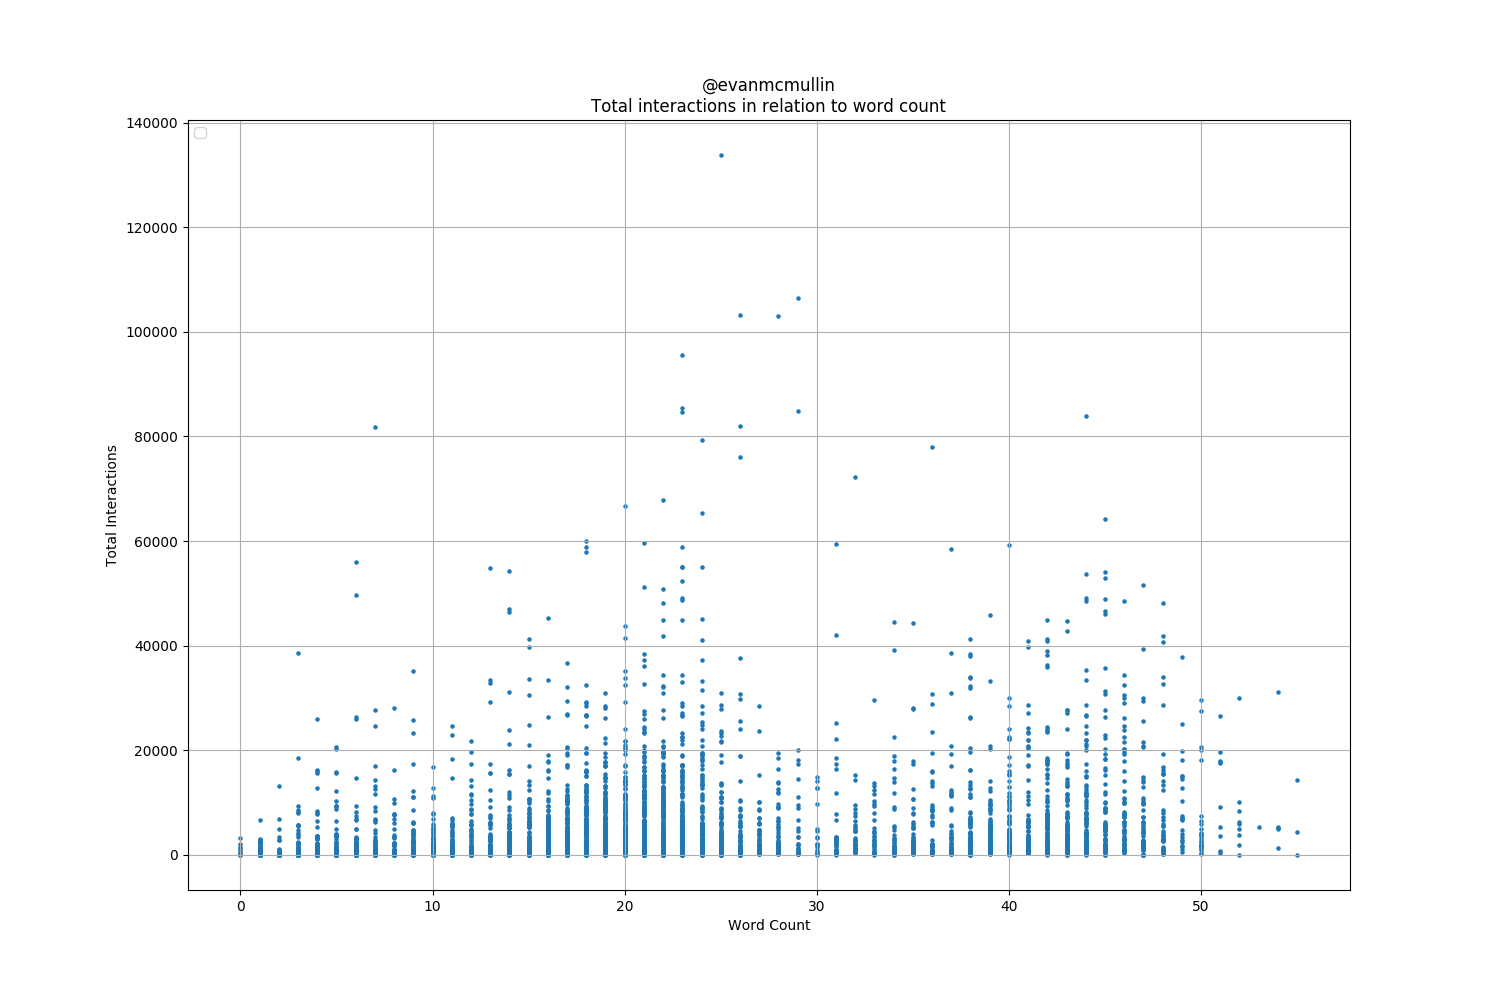 @evanmcmullin
Total interactions in relation to word count
140000
120000
100000
80000
60000
40000
20000
0
Total Interactions
0 10 20 30 40 50
Word Count